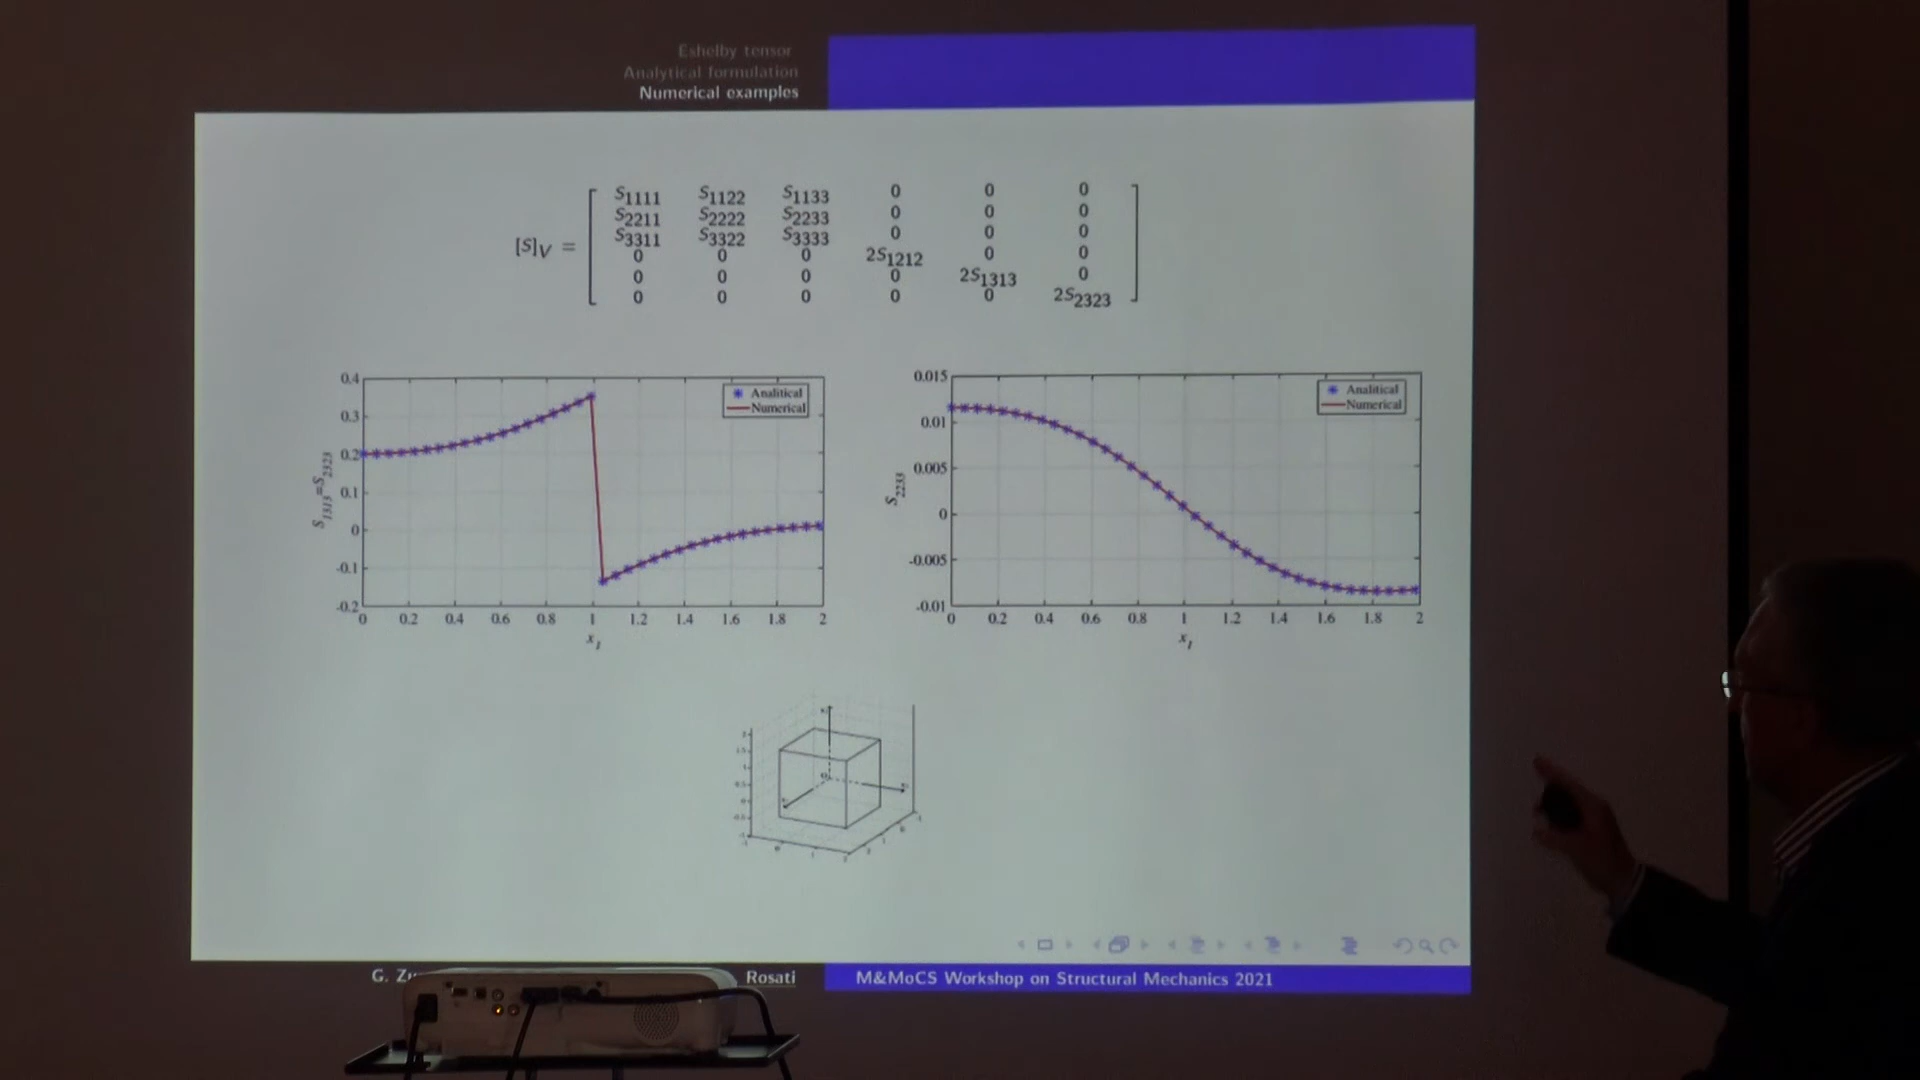 Eshelby tensor
Analytical formulation
Numerical examples
[S]V =
S1111 S1122 S1133 0 0 0
S2211 S2222 S2233 0 0 0
S3311 S3322 S3333 0 0 0
0 0 0 2S1212 0 0
0 0 0 0 2S1313 0
0 0 0 0 0 2S2323
0.4
0.3
0.2
0.1
0
-0.1
-0.2
S1313=S2323
Analitical
Numerical
0 0.2 0.4 0.6 0.8 1 1.2 1.4 1.6 1.8 2
x1
0.015
0.01
0.005
0
-0.005
-0.01
S2233
Analitical
Numerical
0 0.2 0.4 0.6 0.8 1 1.2 1.4 1.6 1.8 2
x1
G. Rosati
M&MoCS Workshop on Structural Mechanics 2021